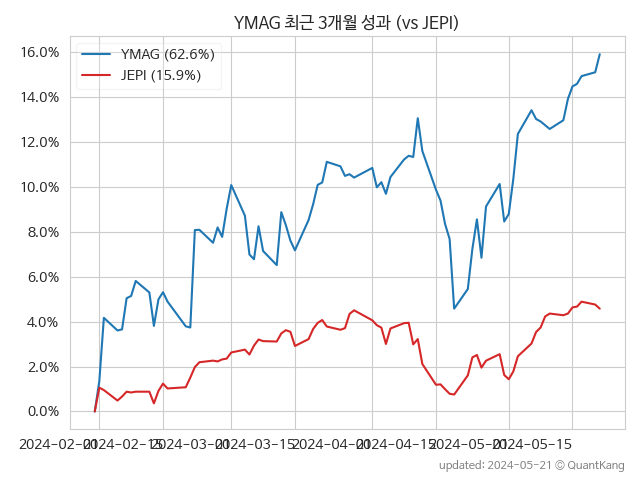 YMAG 최근 3개월 성과 (vs JEPI)
YMAG (62.6%)
JEPI (15.9%)
16.0%
14.0%
12.0%
10.0%
8.0%
6.0%
4.0%
2.0%
0.0%
2024-02-01 2024-02-15 2024-03-01 2024-03-15 2024-04-01 2024-04-15 2024-05-01 2024-05-15
updated: 2024-05-21 © QuantKang